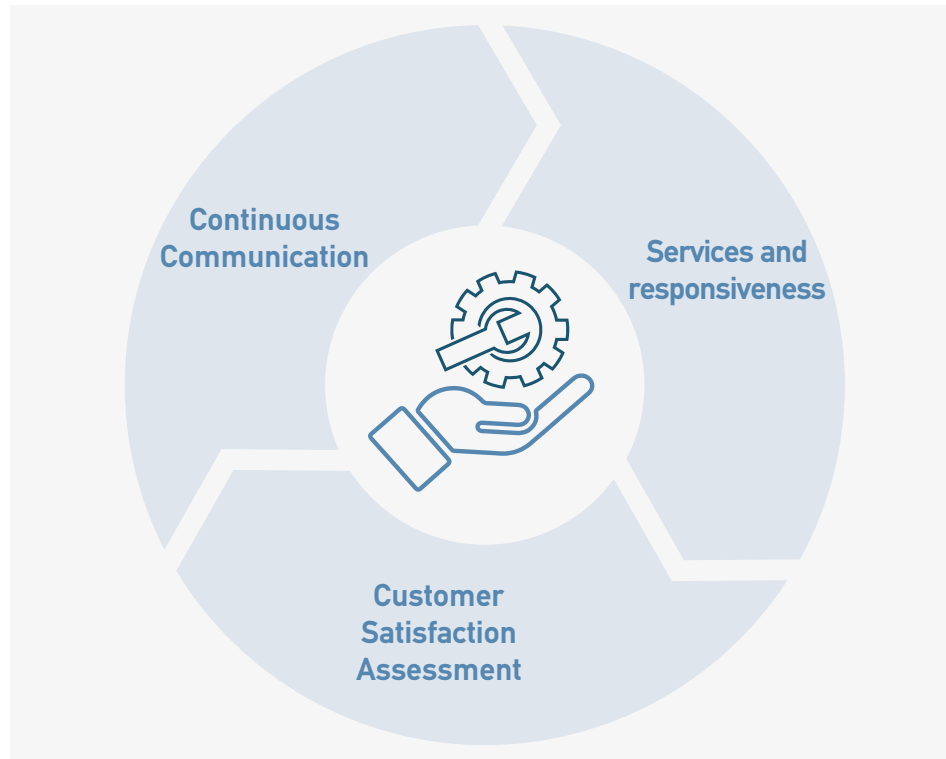 Continuous
Communication
Services and
responsiveness
Customer
Satisfaction
Assessment